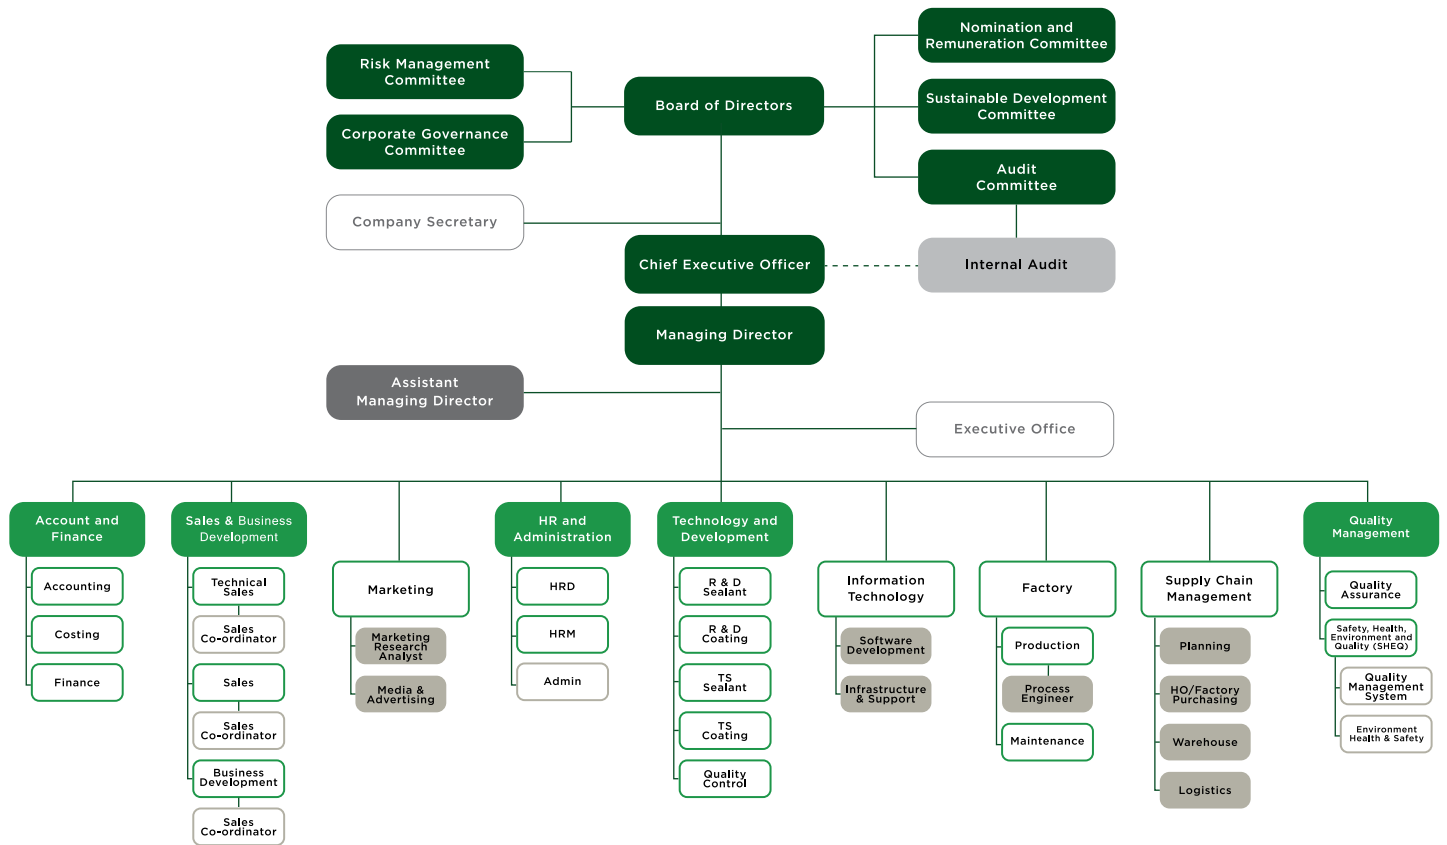 Nomination and
Remuneration Committee
Risk Management
Committee
Board of Directors
Sustainable Development
Committee
Corporate Governance
Committee
Audit
Committee
Company Secretary
Chief Executive Officer
Internal Audit
Managing Director
Assistant
Managing Director
Executive Office
Account and
Finance
Accounting
Costing
Finance
Sales & Business
Development
Technical
Sales
Sales
Co-ordinator
Sales
Sales
Co-ordinator
Business
Development
Sales
Co-ordinator
Marketing
Marketing
Research
Analyst
Media &
Advertising
HR and
Administration
HRD
HRM
Admin
Technology and
Development
R & D
Sealant
R & D
Coating
TS
Sealant
TS
Coating
Quality
Control
Information
Technology
Software
Development
Infrastructure
& Support
Factory
Production
Process
Engineer
Maintenance
Supply Chain
Management
Planning
HO/Factory
Purchasing
Warehouse
Logistics
Quality
Management
Quality
Assurance
Safety, Health,
Environment and
Quality (SHEQ)
Quality
Management
System
Environment
Health & Safety